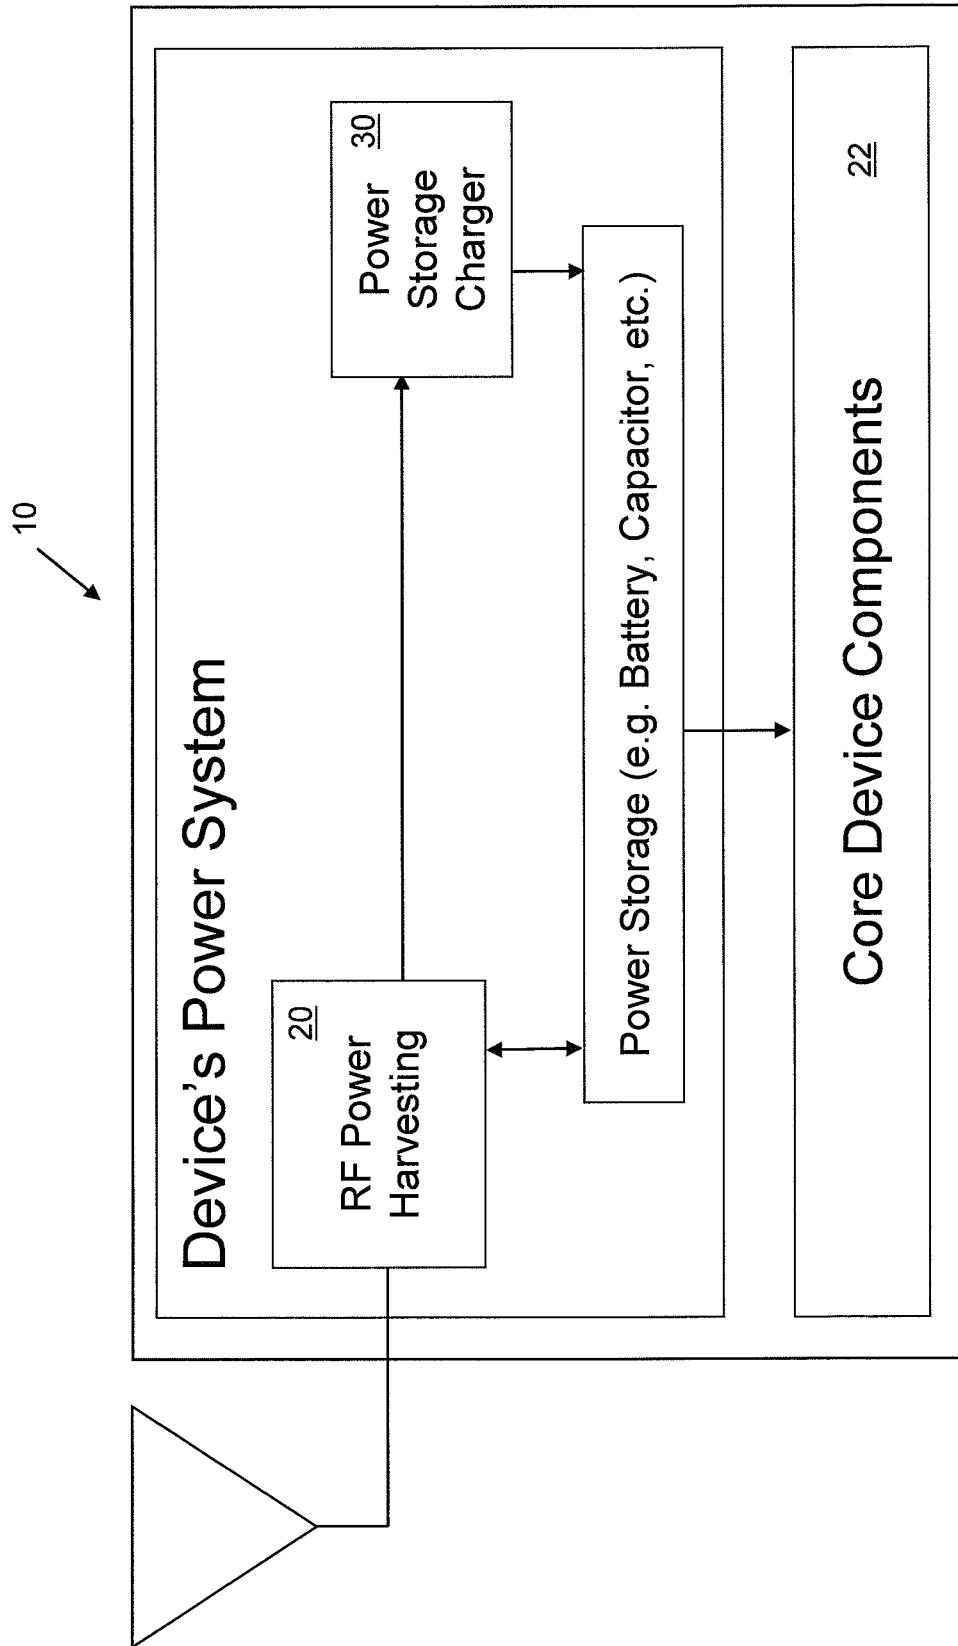 10
Device's Power System
20
RF Power
Harvesting
30
Power
Storage
Charger
Power Storage (e.g. Battery, Capacitor, etc.)
Core Device Components
22